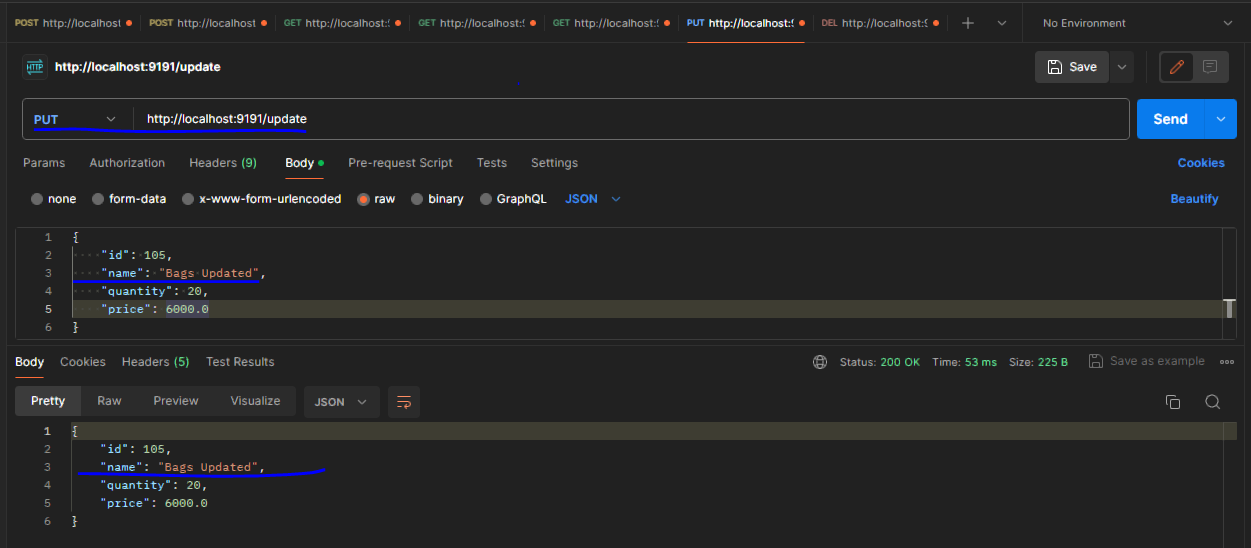 POST http://localhost POST http://localhost GET http://localhost:9 GET http://localhost:9 GET http://localhost:9 PUT http://localhost:9 DEL http://localhost:9 No Environment
HTTP http://localhost:9191/update Save
PUT http://localhost:9191/update Send
Params Authorization Headers (9) Body Pre-request Script Tests Settings Cookies
none form-data x-www-form-urlencoded raw binary GraphQL JSON Beautify
1 {
2 "id": 105,
3 "name": "Bags Updated",
4 "quantity": 20,
5 "price": 6000.0
6 }
Body Cookies Headers (5) Test Results Status: 200 OK Time: 53 ms Size: 225 B Save as example
Pretty Raw Preview Visualize JSON
1 {
2 "id": 105,
3 "name": "Bags Updated",
4 "quantity": 20,
5 "price": 6000.0
6 }